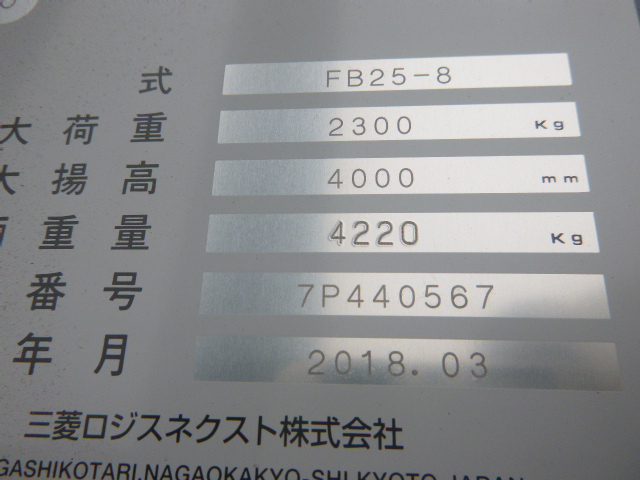 式 FB25-8
大荷重 2300 Kg
大揚高 4000 mm
重量 4220 Kg
番号 7P440567
年月 2018.03
三菱ロジスネクスト株式会社
GASHIKOTARI,NAGAOKAKYO-SHI,KYOTO JAPAN